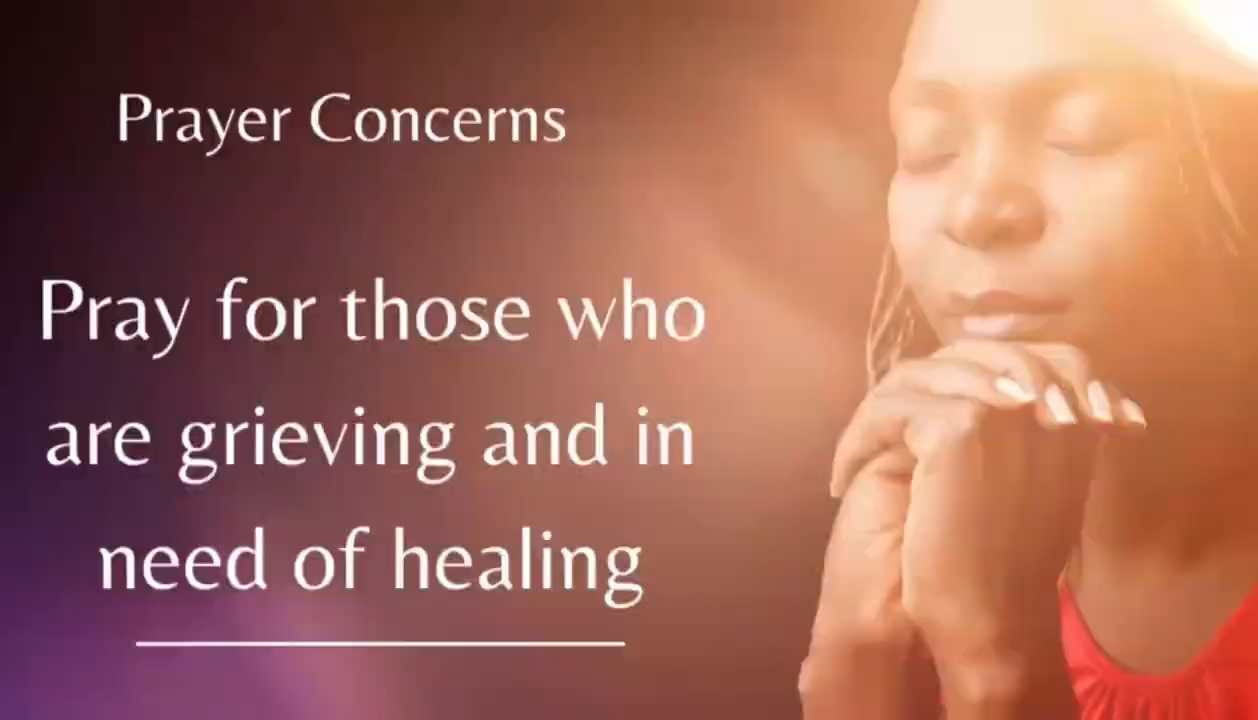 Prayer Concerns
Pray for those who
are grieving and in
need of healing